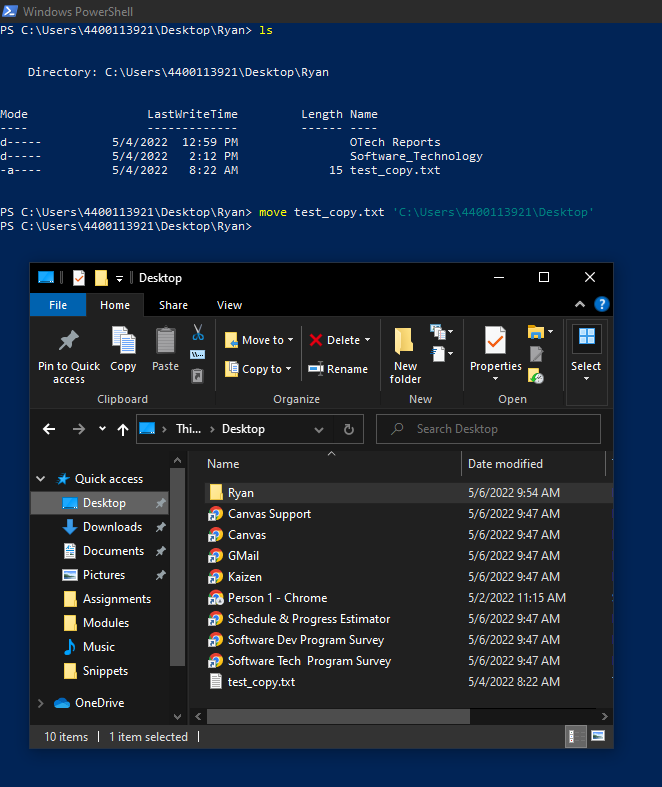 Windows PowerShell
PS C:\Users\4400113921\Desktop\Ryan> ls
Directory: C:\Users\4400113921\Desktop\Ryan
Mode LastWriteTime Length Name
---- ------------- ------ ----
d----- 5/4/2022 12:59 PM OTech Reports
d----- 5/4/2022 2:12 PM Software_Technology
-a---- 5/4/2022 8:22 AM 15 test_copy.txt
PS C:\Users\4400113921\Desktop\Ryan> move test_copy.txt 'C:\Users\4400113921\Desktop'
PS C:\Users\4400113921\Desktop\Ryan>
Desktop
File Home Share View
Pin to Quick access
Copy
Paste
Clipboard
Move to
Copy to
Delete
Rename
Organize
New folder
New
Properties
Open
Select
Thi... Desktop
Search Desktop
Quick access
Desktop
Downloads
Documents
Pictures
Assignments
Modules
Music
Snippets
OneDrive
Name Date modified
Ryan 5/6/2022 9:54 AM
Canvas Support 5/6/2022 9:47 AM
Canvas 5/6/2022 9:47 AM
GMail 5/6/2022 9:47 AM
Kaizen 5/6/2022 9:47 AM
Person 1 - Chrome 5/2/2022 11:15 AM
Schedule & Progress Estimator 5/6/2022 9:47 AM
Software Dev Program Survey 5/6/2022 9:47 AM
Software Tech  Program Survey 5/6/2022 9:47 AM
test_copy.txt 5/4/2022 8:22 AM
10 items 1 item selected